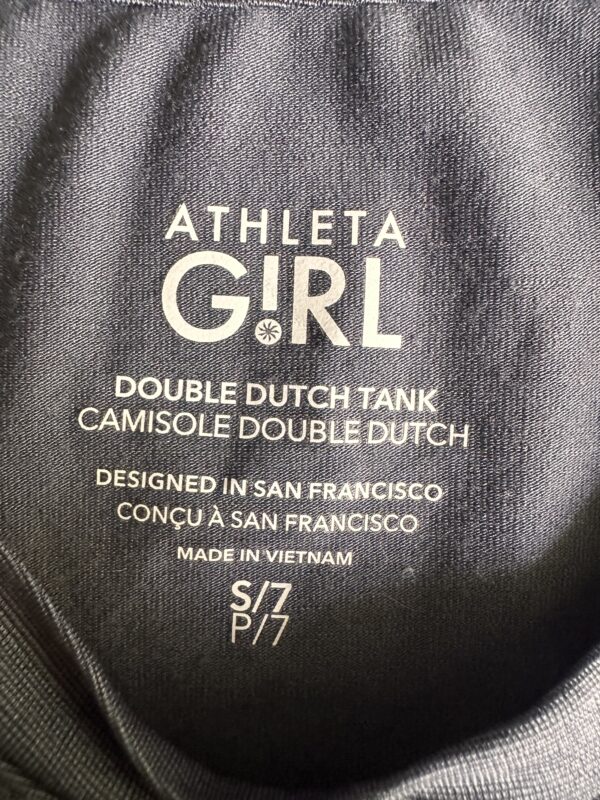 ATHLETA
G!RL
DOUBLE DUTCH TANK
CAMISOLE DOUBLE DUTCH
DESIGNED IN SAN FRANCISCO
CONÇU À SAN FRANCISCO
MADE IN VIETNAM
S/7
P/7